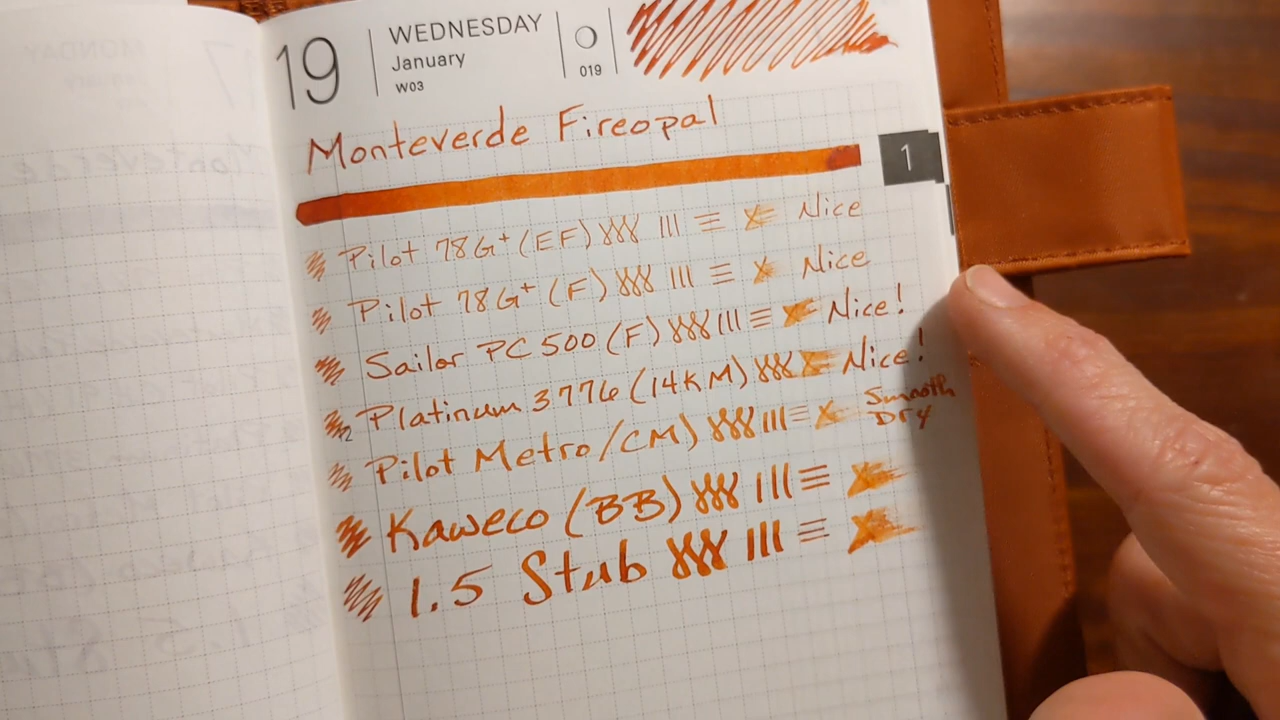 19 WEDNESDAY
January
W03
019
Monteverde Fireopal
1
Pilot 78G+ (EF) Nice
Pilot 78G+ (F) Nice
Sailor PC500 (F) Nice!
Platinum 3776 (14KM) Nice!
Pilot Metro/CM) Smooth
Dry
Kaweco (BB)
1.5 Stub